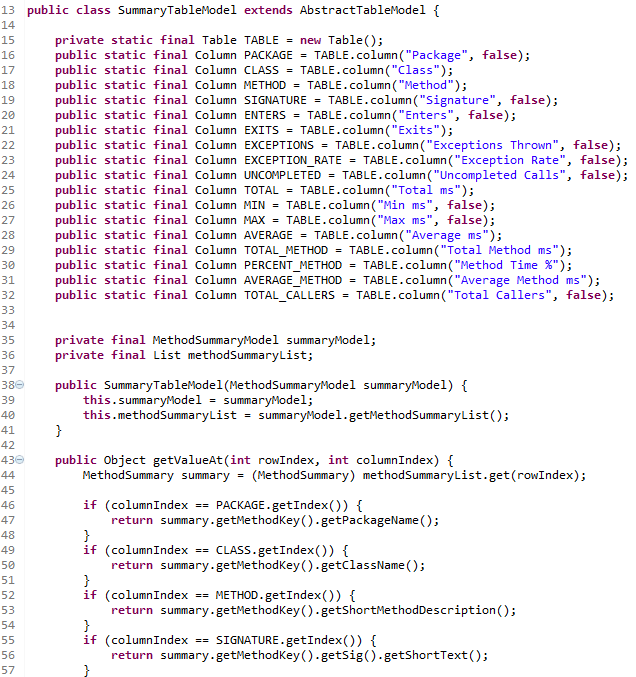 13 public class SummaryTableModel extends AbstractTableModel {
14
15     private static final Table TABLE = new Table();
16     public static final Column PACKAGE = TABLE.column("Package", false);
17     public static final Column CLASS = TABLE.column("Class");
18     public static final Column METHOD = TABLE.column("Method");
19     public static final Column SIGNATURE = TABLE.column("Signature", false);
20     public static final Column ENTERS = TABLE.column("Enters", false);
21     public static final Column EXITS = TABLE.column("Exits");
22     public static final Column EXCEPTIONS = TABLE.column("Exceptions Thrown", false);
23     public static final Column EXCEPTION_RATE = TABLE.column("Exception Rate", false);
24     public static final Column UNCOMPLETED = TABLE.column("Uncompleted Calls", false);
25     public static final Column TOTAL = TABLE.column("Total ms");
26     public static final Column MIN = TABLE.column("Min ms", false);
27     public static final Column MAX = TABLE.column("Max ms", false);
28     public static final Column AVERAGE = TABLE.column("Average ms");
29     public static final Column TOTAL_METHOD = TABLE.column("Total Method ms");
30     public static final Column PERCENT_METHOD = TABLE.column("Method Time %");
31     public static final Column AVERAGE_METHOD = TABLE.column("Average Method ms");
32     public static final Column TOTAL_CALLERS = TABLE.column("Total Callers", false);
33
34
35     private final MethodSummaryModel summaryModel;
36     private final List methodSummaryList;
37
38     public SummaryTableModel(MethodSummaryModel summaryModel) {
39         this.summaryModel = summaryModel;
40         this.methodSummaryList = summaryModel.getMethodSummaryList();
41     }
42
43     public Object getValueAt(int rowIndex, int columnIndex) {
44         MethodSummary summary = (MethodSummary) methodSummaryList.get(rowIndex);
45
46         if (columnIndex == PACKAGE.getIndex()) {
47             return summary.getMethodKey().getPackageName();
48         }
49         if (columnIndex == CLASS.getIndex()) {
50             return summary.getMethodKey().getClassName();
51         }
52         if (columnIndex == METHOD.getIndex()) {
53             return summary.getMethodKey().getShortMethodDescription();
54         }
55         if (columnIndex == SIGNATURE.getIndex()) {
56             return summary.getMethodKey().getSig().getShortText();
57         }